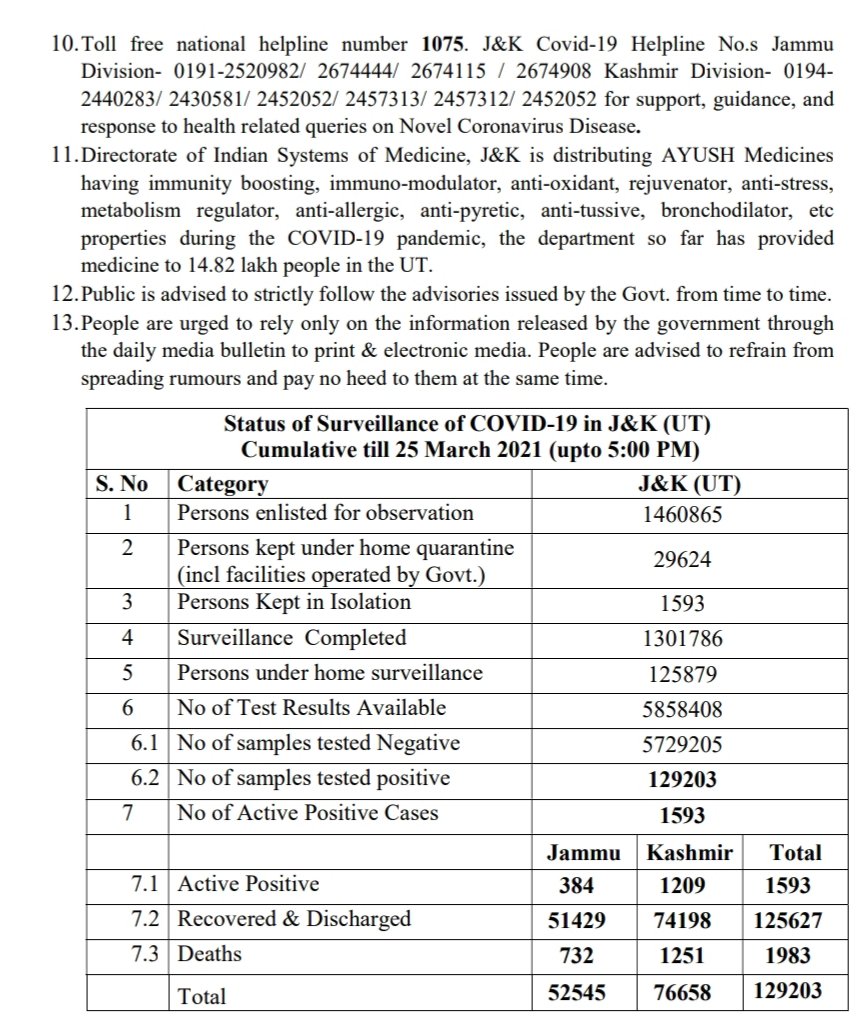 10. Toll free national helpline number 1075. J&K Covid-19 Helpline No.s Jammu
Division- 0191-2520982/ 2674444/ 2674115 / 2674908 Kashmir Division- 0194-
2440283/ 2430581/ 2452052/ 2457313/ 2457312/ 2452052 for support, guidance, and
response to health related queries on Novel Coronavirus Disease.
11. Directorate of Indian Systems of Medicine, J&K is distributing AYUSH Medicines
having immunity boosting, immuno-modulator, anti-oxidant, rejuvenator, anti-stress,
metabolism regulator, anti-allergic, anti-pyretic, anti-tussive, bronchodilator, etc
properties during the COVID-19 pandemic, the department so far has provided
medicine to 14.82 lakh people in the UT.
12. Public is advised to strictly follow the advisories issued by the Govt. from time to time.
13. People are urged to rely only on the information released by the government through
the daily media bulletin to print & electronic media. People are advised to refrain from
spreading rumours and pay no heed to them at the same time.
Status of Surveillance of COVID-19 in J&K (UT)
Cumulative till 25 March 2021 (upto 5:00 PM)
S. No Category J&K (UT)
1 Persons enlisted for observation 1460865
2 Persons kept under home quarantine
(incl facilities operated by Govt.) 29624
3 Persons Kept in Isolation 1593
4 Surveillance Completed 1301786
5 Persons under home surveillance 125879
6 No of Test Results Available 5858408
6.1 No of samples tested Negative 5729205
6.2 No of samples tested positive 129203
7 No of Active Positive Cases 1593
Jammu Kashmir Total
7.1 Active Positive 384 1209 1593
7.2 Recovered & Discharged 51429 74198 125627
7.3 Deaths 732 1251 1983
Total 52545 76658 129203